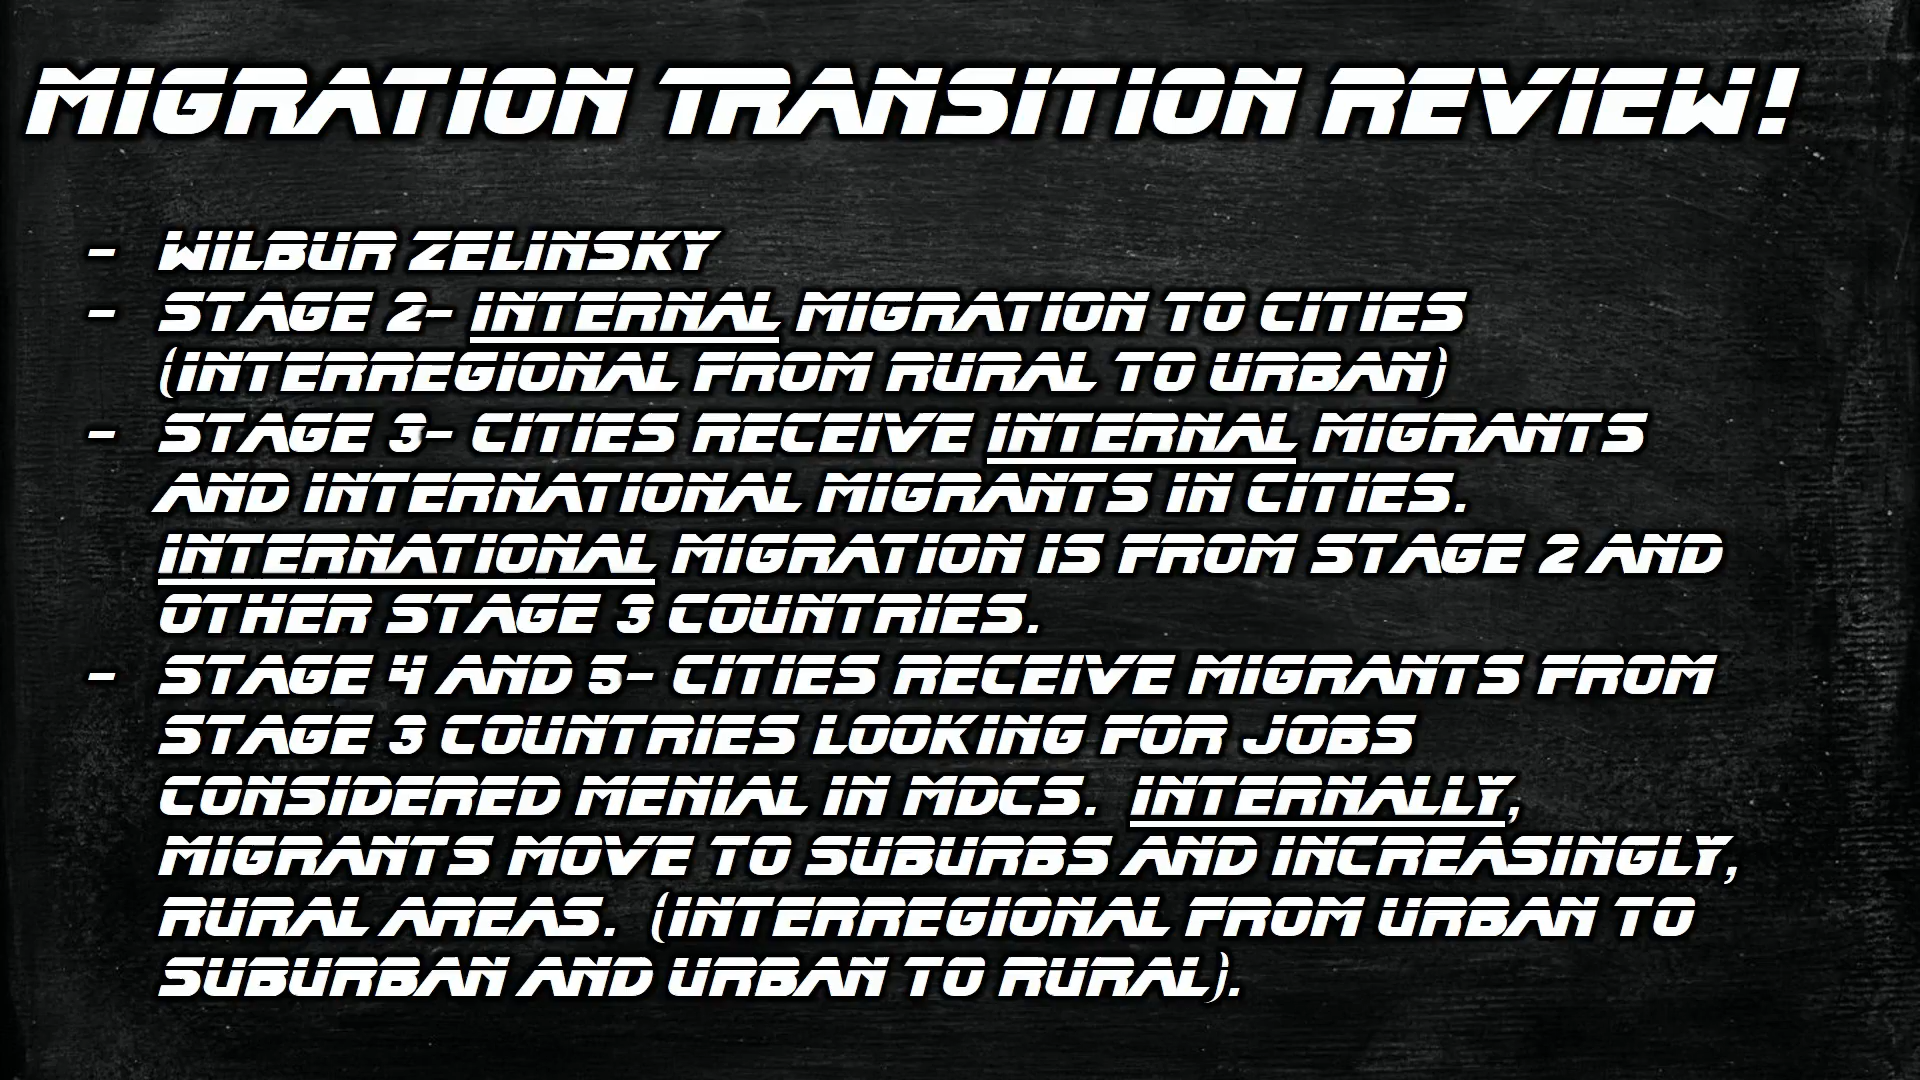 MIGRATION TRANSITION REVIEW!
- WILBUR ZELINSKY
- STAGE 2- INTERNAL MIGRATION TO CITIES
(INTERREGIONAL FROM RURAL TO URBAN)
- STAGE 3- CITIES RECEIVE INTERNAL MIGRANTS
AND INTERNATIONAL MIGRANTS IN CITIES.
INTERNATIONAL MIGRATION IS FROM STAGE 2 AND
OTHER STAGE 3 COUNTRIES.
- STAGE 4 AND 5- CITIES RECEIVE MIGRANTS FROM
STAGE 3 COUNTRIES LOOKING FOR JOBS
CONSIDERED MENIAL IN MDCS. INTERNALLY,
MIGRANTS MOVE TO SUBURBS AND INCREASINGLY,
RURAL AREAS. (INTERREGIONAL FROM URBAN TO
SUBURBAN AND URBAN TO RURAL).